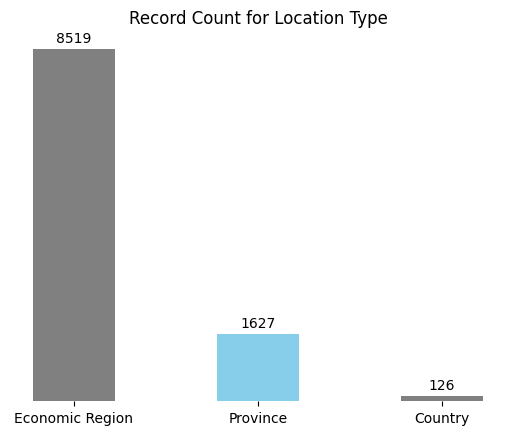 Record Count for Location Type
8519
1627
126
Economic Region
Province
Country